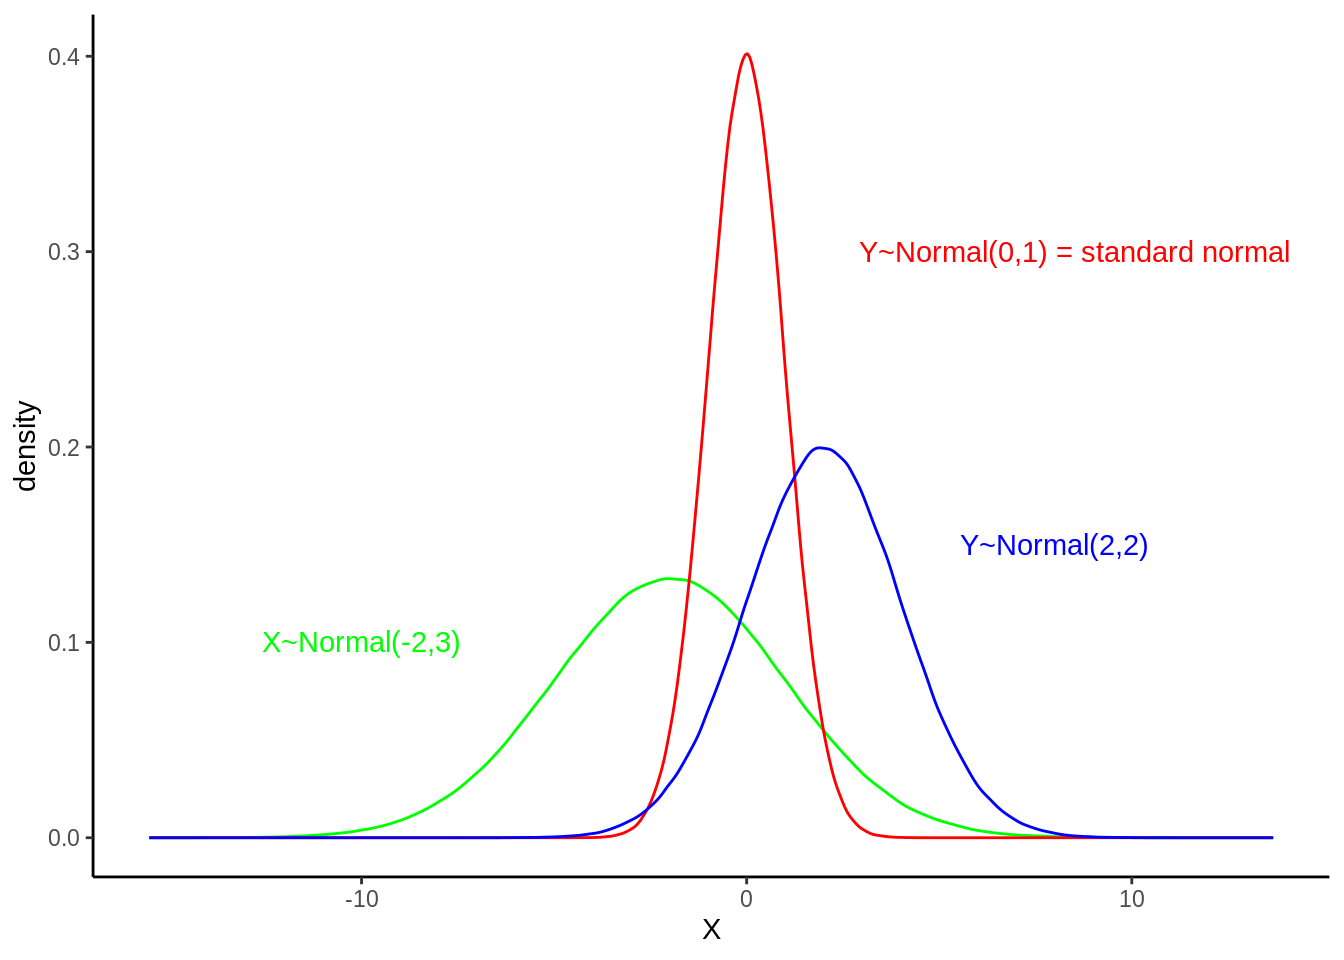 0.4
0.3
0.2
0.1
0.0
density
Y~Normal(0,1) = standard normal
Y~Normal(2,2)
X~Normal(-2,3)
-10
0
10
X